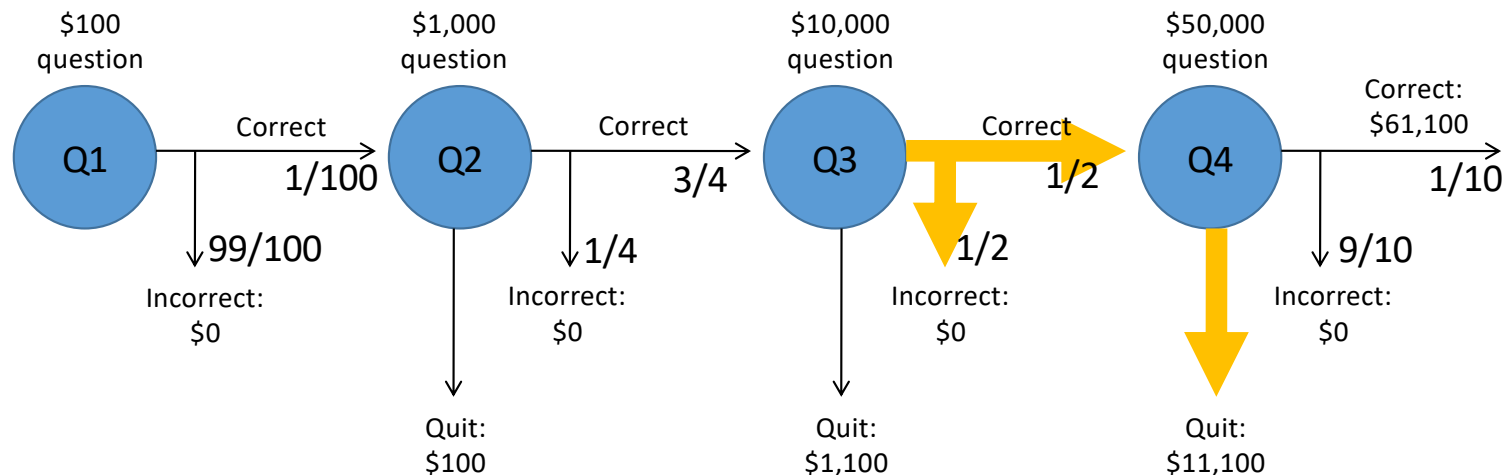 $100
question
$1,000
question
$10,000
question
$50,000
question
Q1
Correct
1/100
99/100
Incorrect:
$0
Q2
Correct
3/4
1/4
Incorrect:
$0
Quit:
$100
Q3
Correct
1/2
1/2
Incorrect:
$0
Quit:
$1,100
Q4
Correct:
$61,100
1/10
9/10
Incorrect:
$0
Quit:
$11,100